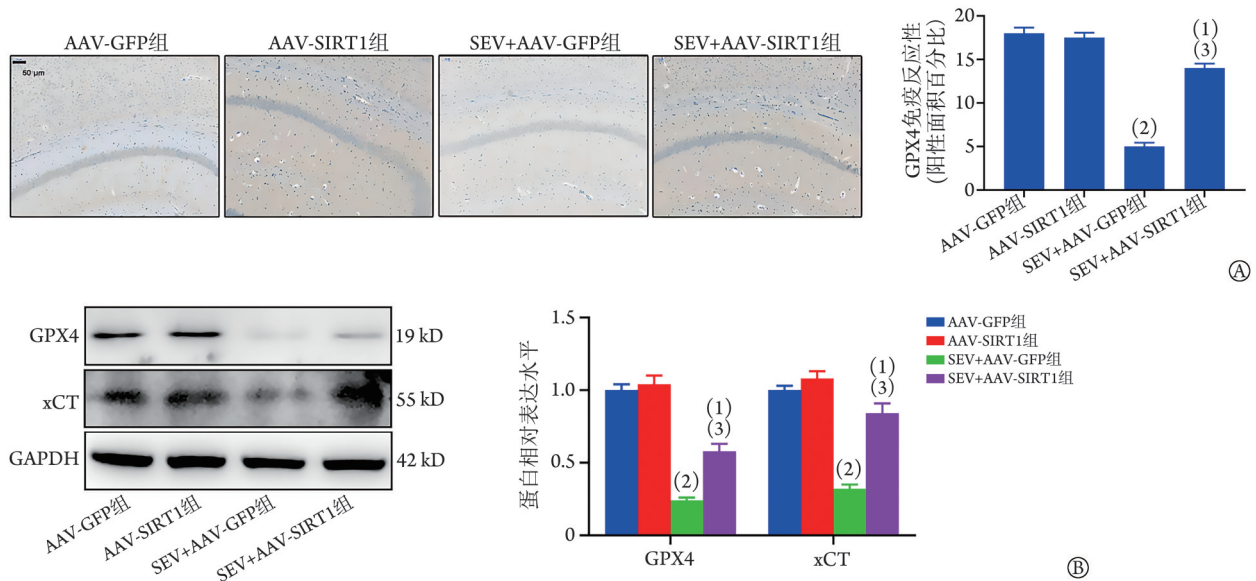 AAV-GFP组
AAV-SIRT1组
SEV+AAV-GFP组
SEV+AAV-SIRT1组
50 μm
GPX4免疫反应性
(阳性面积百分比)
20
15
10
5
0
(2)
(1)
(3)
AAV-GFP组
AAV-SIRT1组
SEV+AAV-GFP组
SEV+AAV-SIRT1组
Ⓐ
GPX4
19 kD
xCT
55 kD
GAPDH
42 kD
AAV-GFP组
AAV-SIRT1组
SEV+AAV-GFP组
SEV+AAV-SIRT1组
蛋白相对表达水平
1.5
1.0
0.5
0
(2)
(1)
(3)
(2)
(1)
(3)
GPX4
xCT
AAV-GFP组
AAV-SIRT1组
SEV+AAV-GFP组
SEV+AAV-SIRT1组
Ⓑ